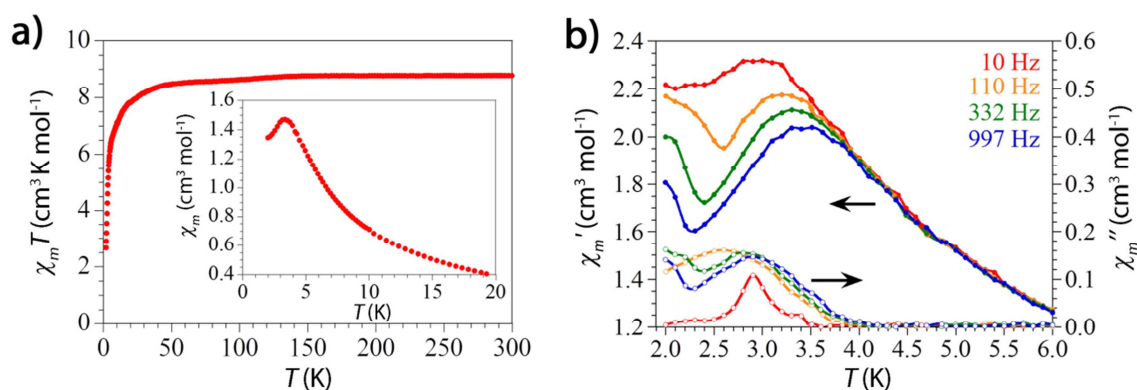 a)
10
8
6
4
2
0
χₘT (cm³ K mol⁻¹)
0 50 100 150 200 250 300
T (K)
1.6
1.4
1.2
1.0
0.8
0.6
0.4
χₘ (cm³ mol⁻¹)
0 5 10 15 20
T (K)
b)
2.4
2.2
2.0
1.8
1.6
1.4
1.2
χₘ' (cm³ mol⁻¹)
10 Hz
110 Hz
332 Hz
997 Hz
0.6
0.5
0.4
0.3
0.2
0.1
0.0
χₘ'' (cm³ mol⁻¹)
2.0 2.5 3.0 3.5 4.0 4.5 5.0 5.5 6.0
T (K)